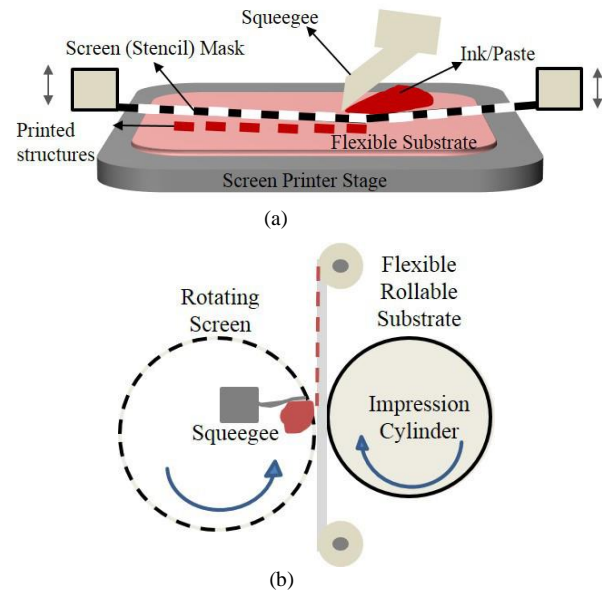 Squeegee
Screen (Stencil) Mask
Ink/Paste
Printed
structures
Flexible Substrate
Screen Printer Stage
(a)
Rotating
Screen
Flexible
Rollable
Substrate
Squeegee
Impression
Cylinder
(b)